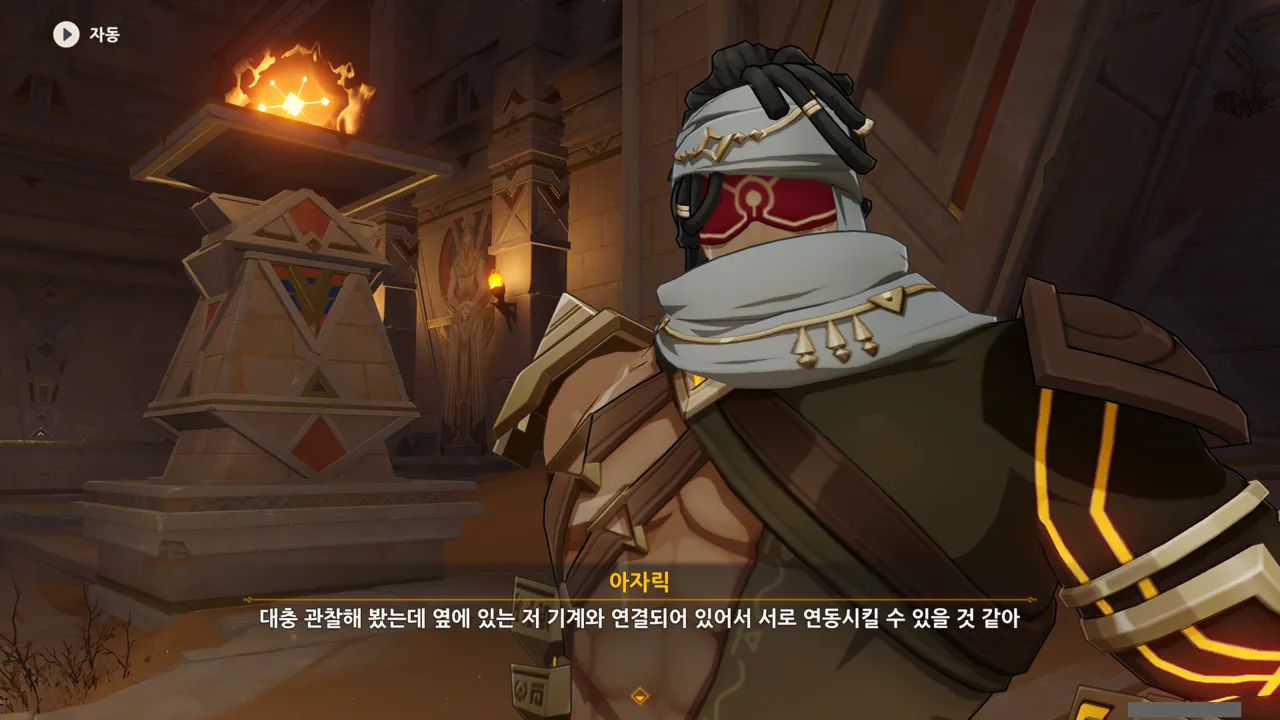 자동
아자릭
대충 관찰해 봤는데 옆에 있는 저 기계와 연결되어 있어서 서로 연동시킬 수 있을 것 같아